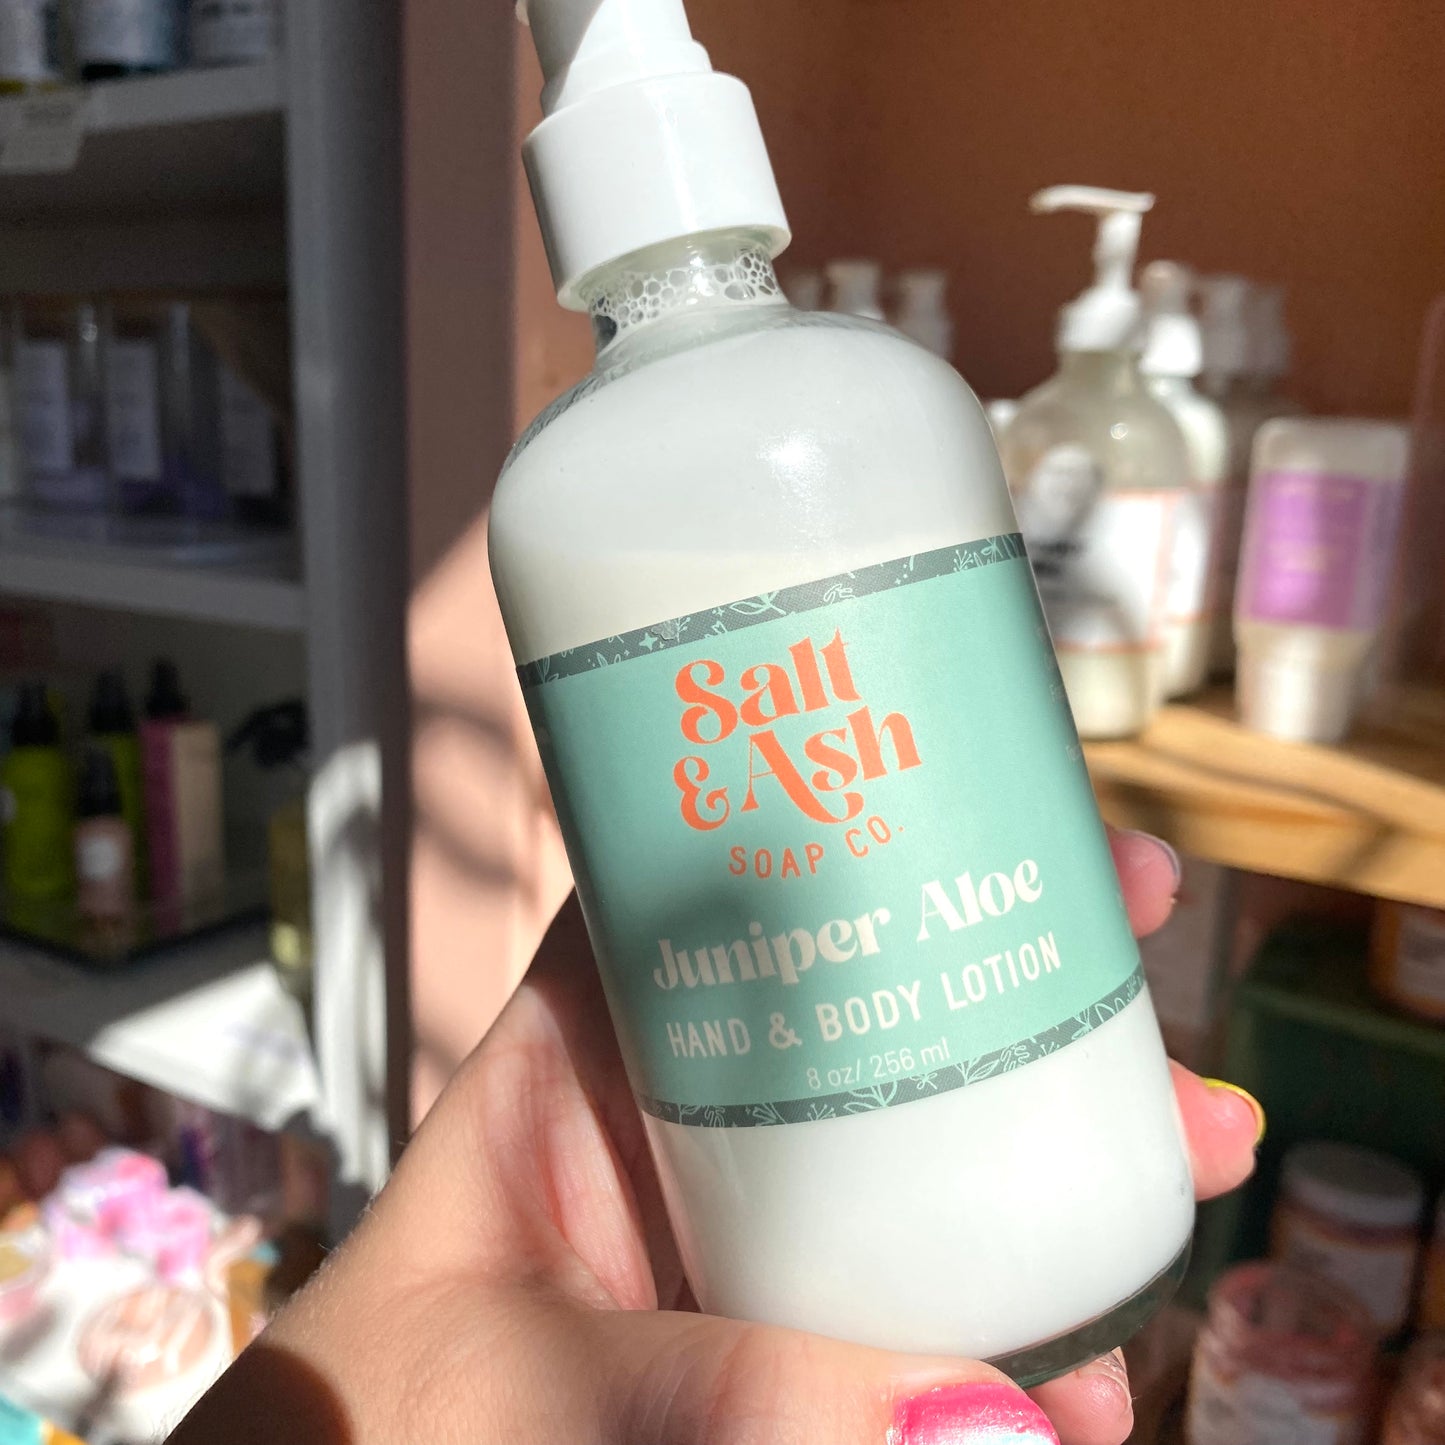 Salt
& Ash
SOAP CO.
Juniper Aloe
HAND & BODY LOTION
8 oz/ 256 ml